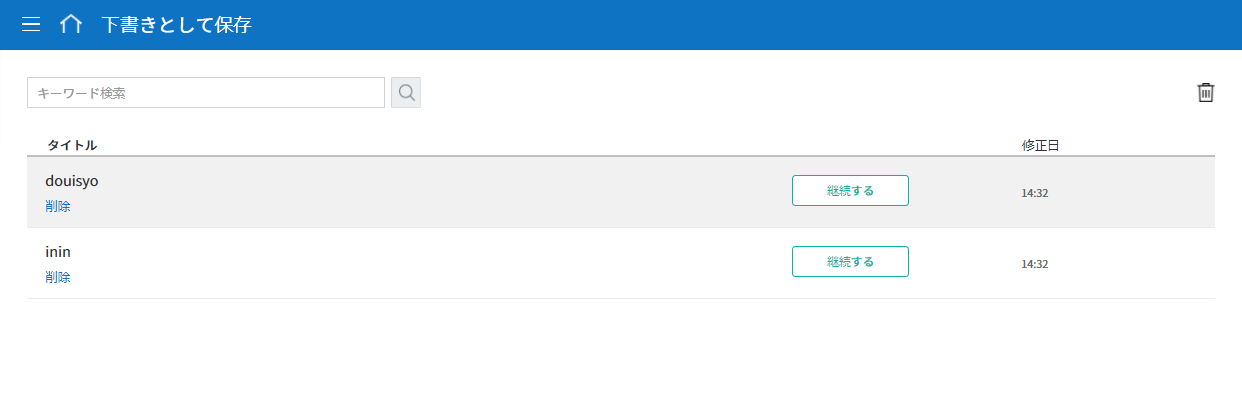 下書きとして保存
キーワード検索
タイトル 修正日
douisyo
削除
継続する
14:32
inin
削除
継続する
14:32